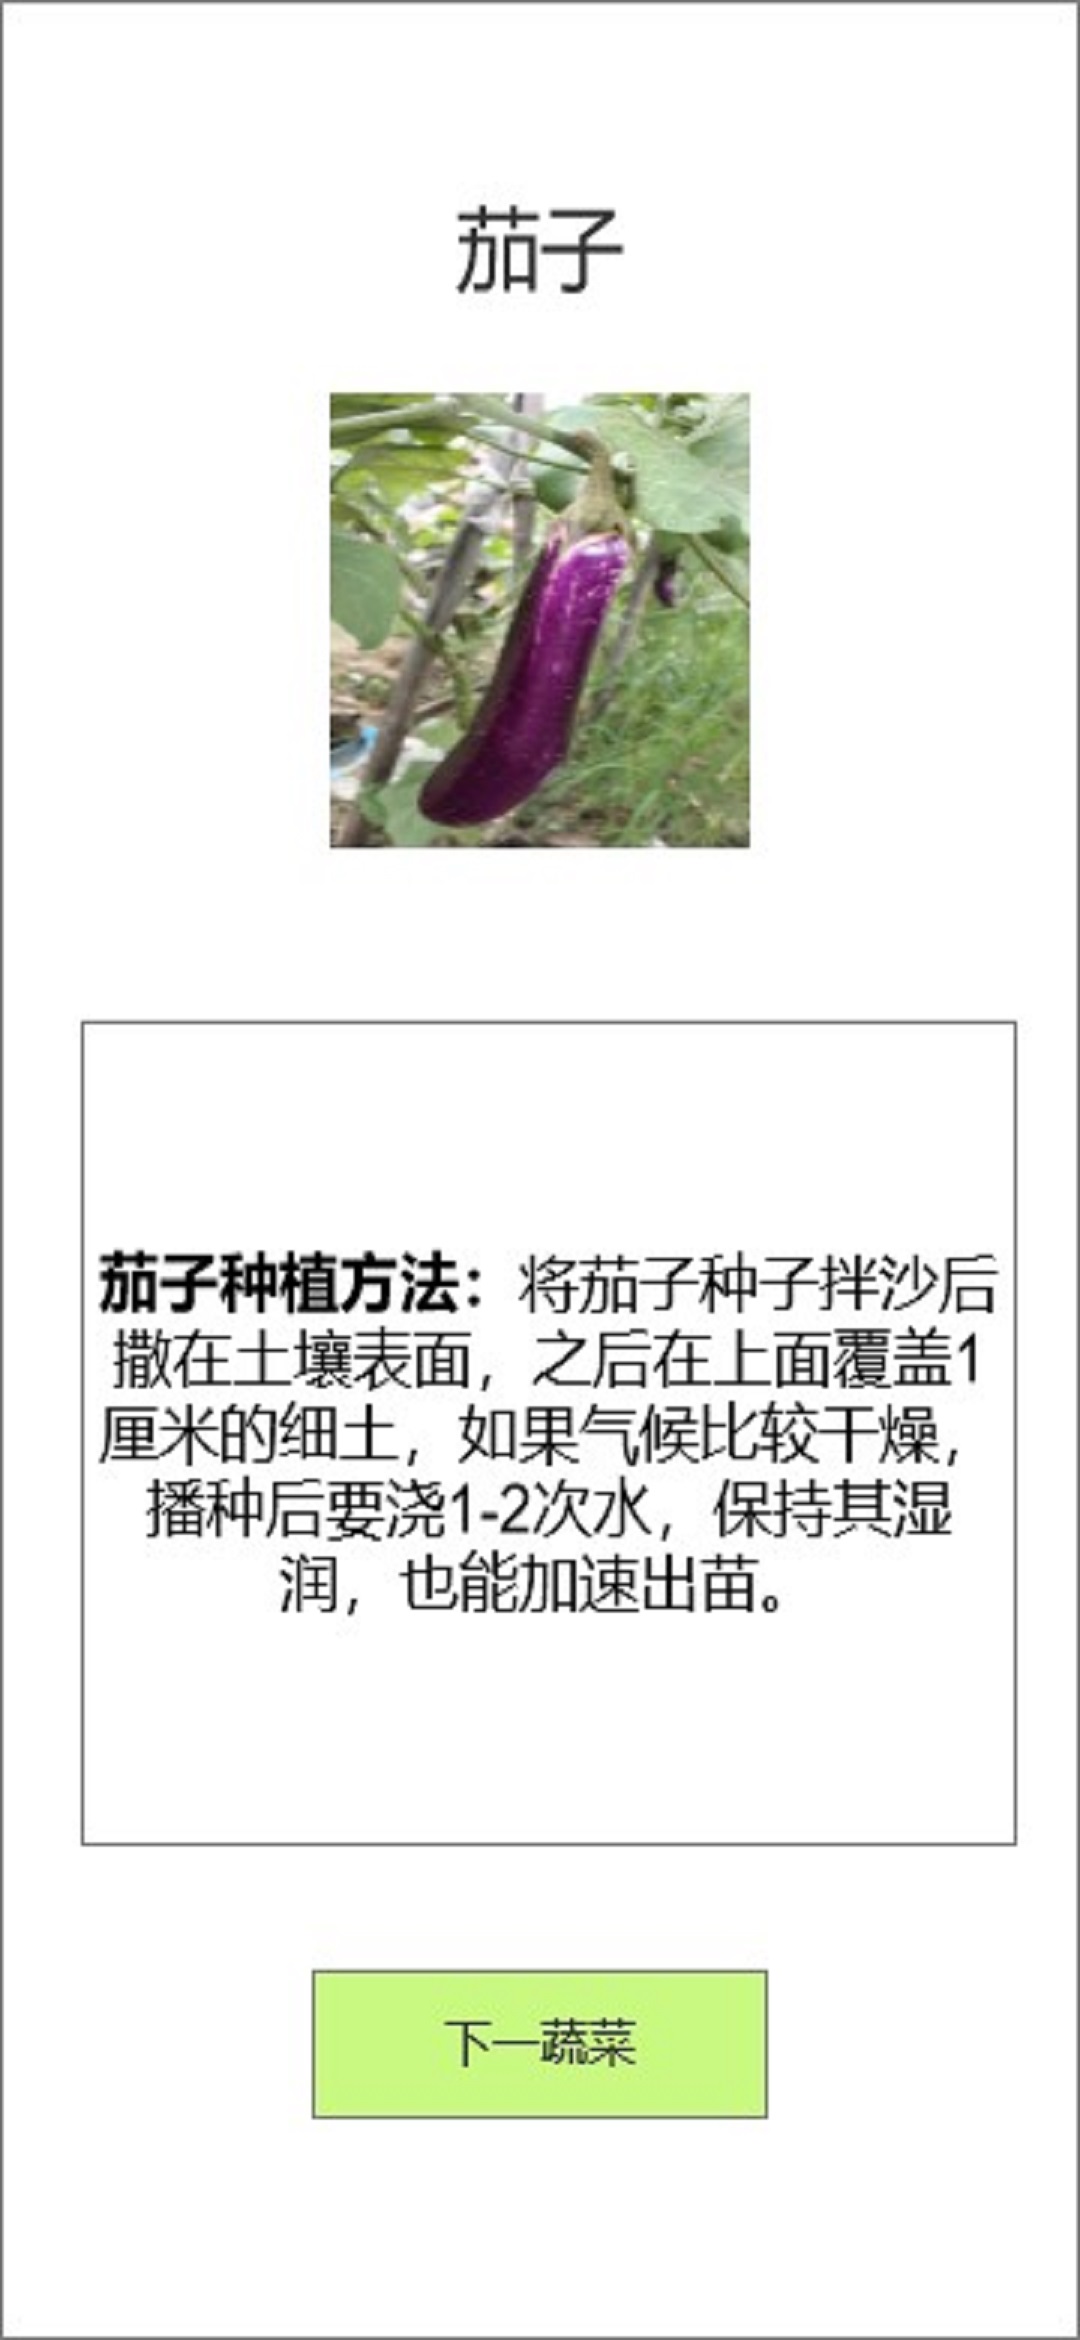 茄子
茄子种植方法：将茄子种子拌沙后
撒在土壤表面，之后在上面覆盖1
厘米的细土，如果气候比较干燥，
播种后要浇1-2次水，保持其湿
润，也能加速出苗。
下一蔬菜